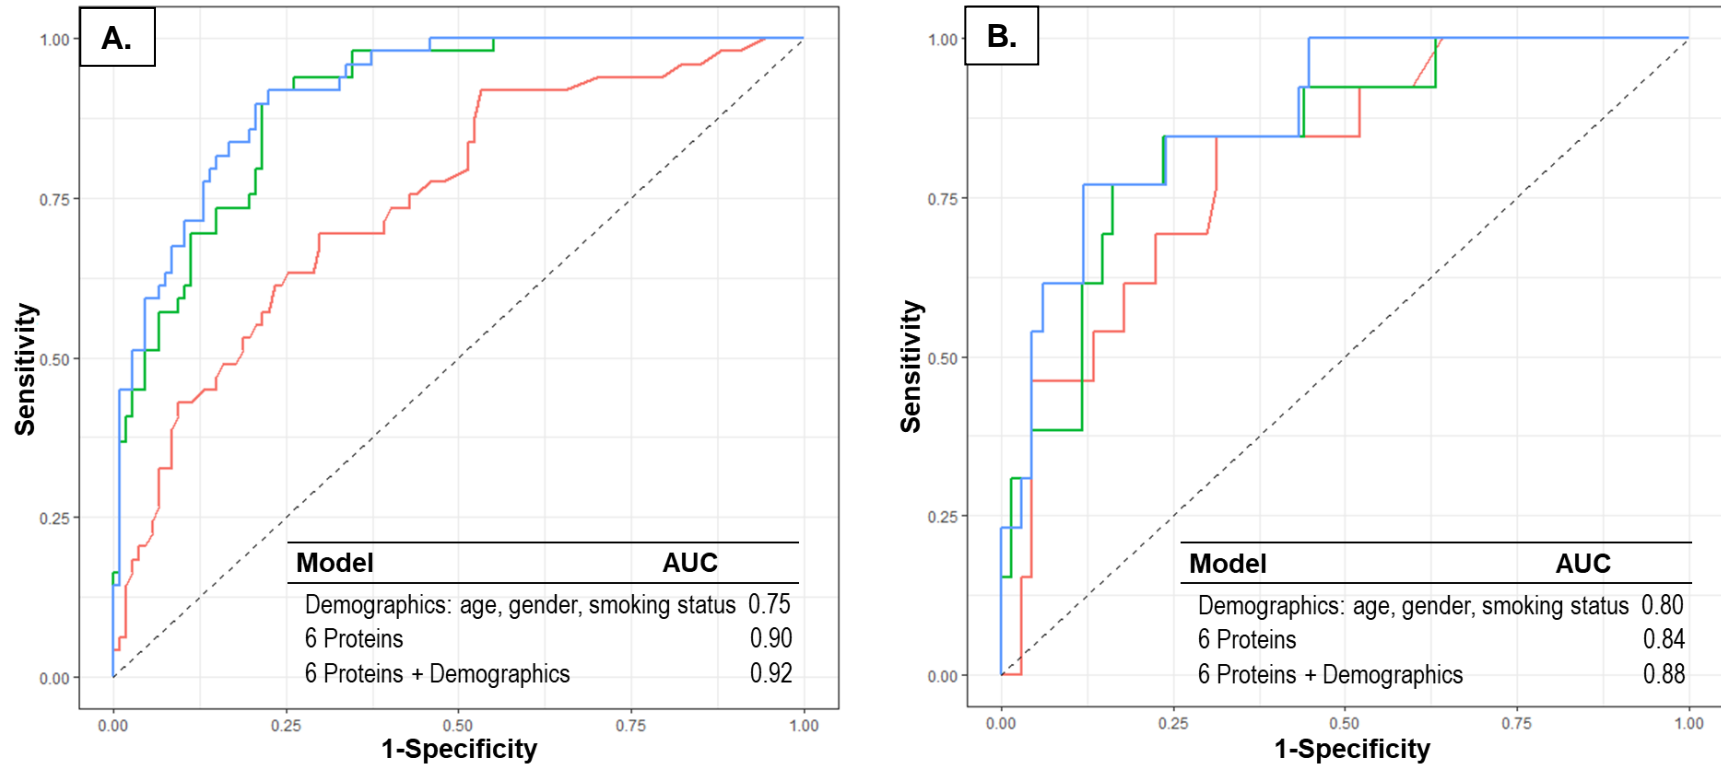 A.
1.00
0.75
0.50
0.25
0.00
Sensitivity
Model AUC
Demographics: age, gender, smoking status 0.75
6 Proteins 0.90
6 Proteins + Demographics 0.92
0.00 0.25 0.50 0.75 1.00
1-Specificity
B.
1.00
0.75
0.50
0.25
0.00
Sensitivity
Model AUC
Demographics: age, gender, smoking status 0.80
6 Proteins 0.84
6 Proteins + Demographics 0.88
0.00 0.25 0.50 0.75 1.00
1-Specificity